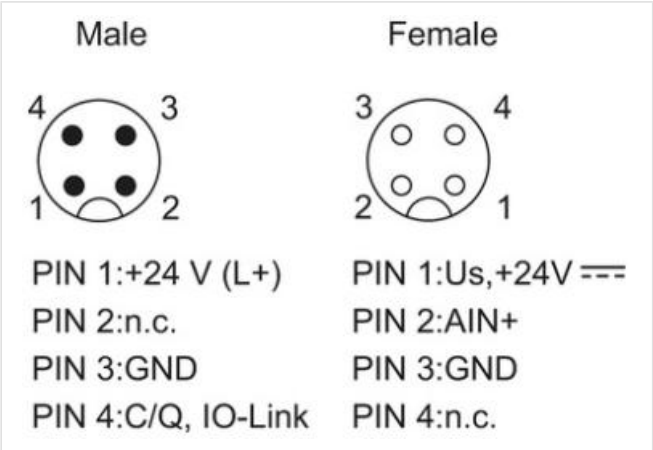 Male Female
4 3 3 4
1 2 2 1
PIN 1:+24 V (L+) PIN 1:Us,+24V ⎓
PIN 2:n.c. PIN 2:AIN+
PIN 3:GND PIN 3:GND
PIN 4:C/Q, IO-Link PIN 4:n.c.